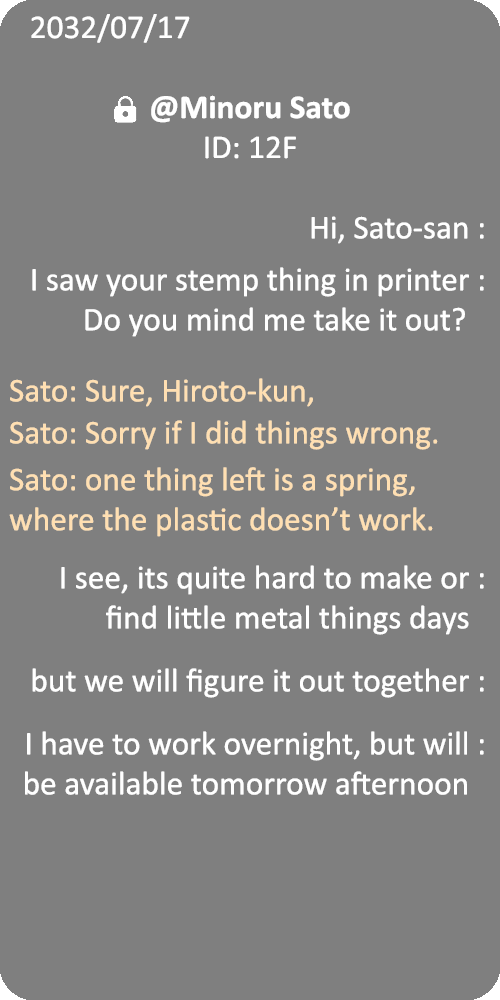 2032/07/17
@Minoru Sato
ID: 12F
Hi, Sato-san :
I saw your stemp thing in printer :
Do you mind me take it out?
Sato: Sure, Hiroto-kun,
Sato: Sorry if I did things wrong.
Sato: one thing left is a spring,
where the plastic doesn’t work.
I see, its quite hard to make or :
find little metal things days
but we will figure it out together :
I have to work overnight, but will :
be available tomorrow afternoon